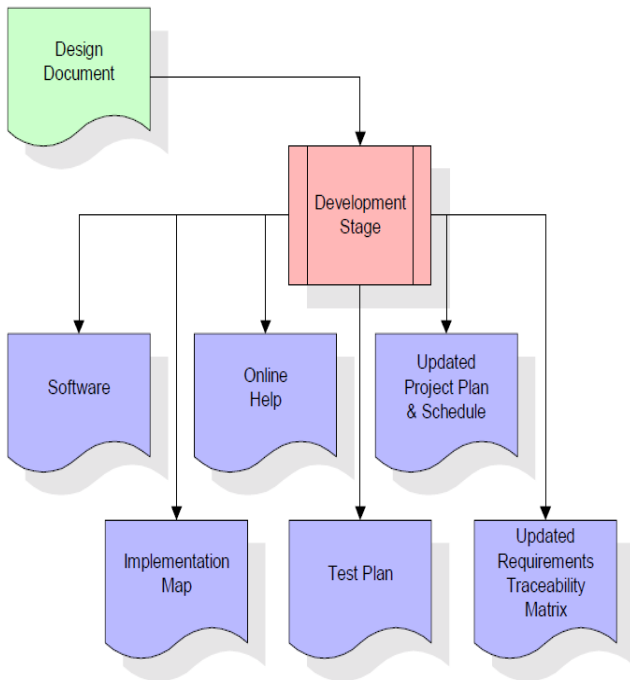 Design
Document
Development
Stage
Software
Online
Help
Updated
Project Plan
& Schedule
Implementation
Map
Test Plan
Updated
Requirements
Traceability
Matrix